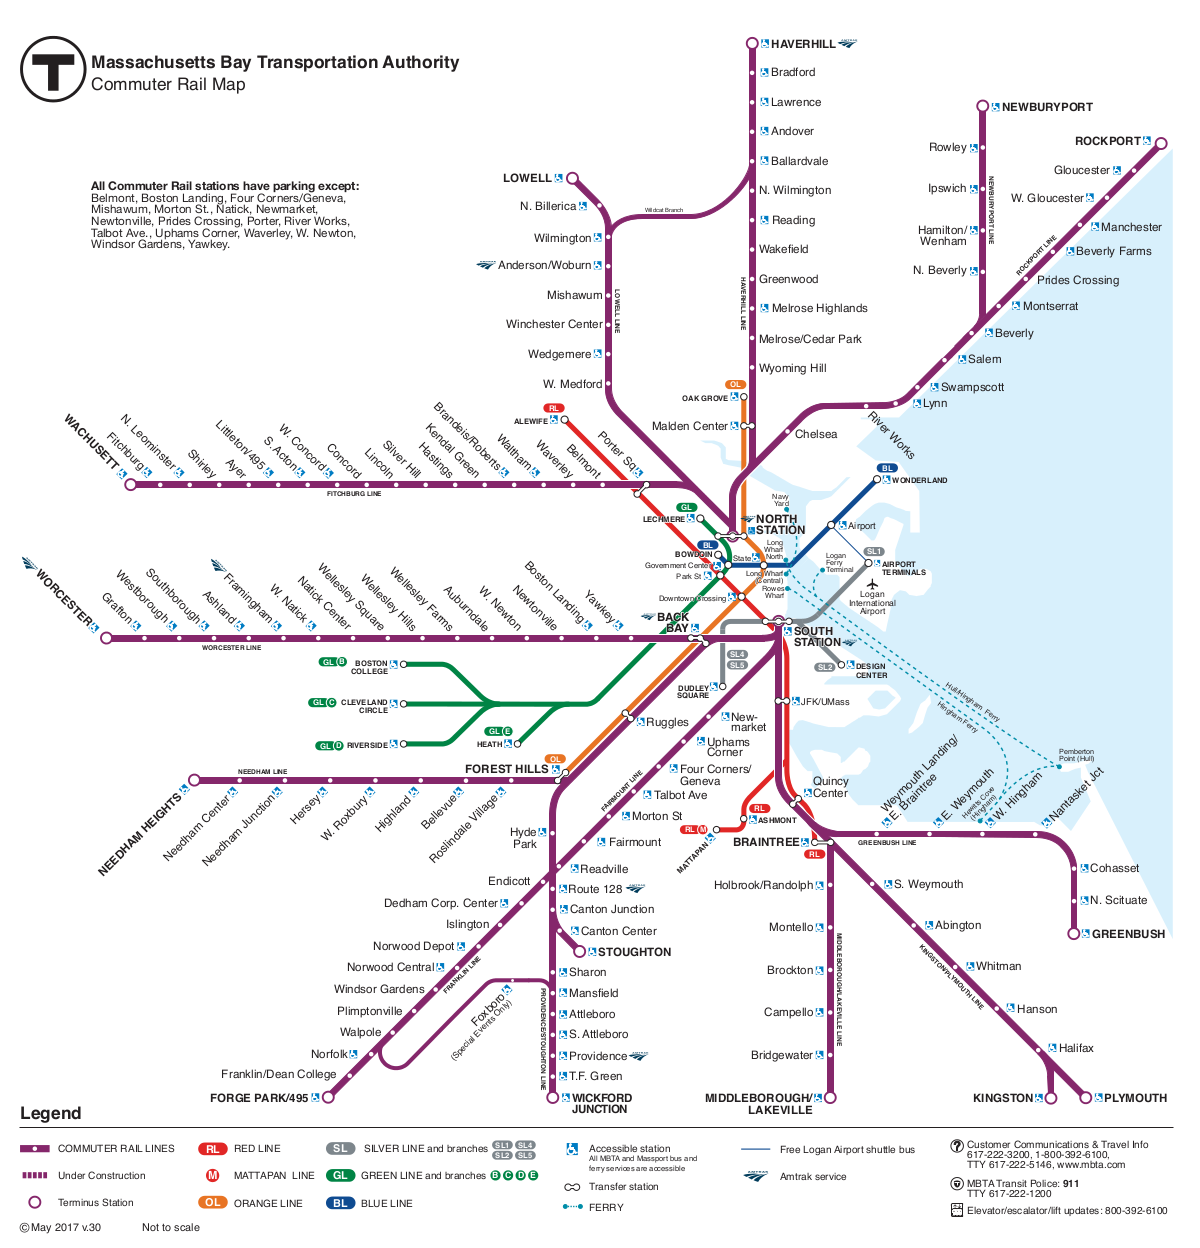 T
Massachusetts Bay Transportation Authority
Commuter Rail Map
All Commuter Rail stations have parking except:
Belmont, Boston Landing, Four Corners/Geneva,
Mishawum, Morton St., Natick, Newmarket,
Newtonville, Prides Crossing, Porter, River Works,
Talbot Ave., Uphams Corner, Waverley, W. Newton,
Windsor Gardens, Yawkey.
HAVERHILL
Bradford
Lawrence
Andover
Ballardvale
N. Wilmington
Reading
Wakefield
Greenwood
Melrose Highlands
Melrose/Cedar Park
Wyoming Hill
HAVERHILL LINE
OL
OAK GROVE
Malden Center
NEWBURYPORT
Rowley
Ipswich
Hamilton/
Wenham
N. Beverly
NEWBURYPORT LINE
ROCKPORT
Gloucester
W. Gloucester
Manchester
Beverly Farms
Prides Crossing
Montserrat
Beverly
Salem
Swampscott
Lynn
River Works
Chelsea
ROCKPORT LINE
LOWELL
N. Billerica
Wilmington
Wildcat Branch
Anderson/Woburn
Mishawum
Winchester Center
Wedgemere
W. Medford
LOWELL LINE
RL
ALEWIFE
WACHUSETT
Fitchburg
N. Leominster
Shirley
Ayer
Littleton/495
S. Acton
W. Concord
Concord
Lincoln
Silver Hill
Hastings
Kendal Green
Brandeis/Roberts
Waltham
Waverley
Belmont
Porter Sq.
FITCHBURG LINE
BL
WONDERLAND
Airport
SL1
AIRPORT
TERMINALS
Logan
International
Airport
Logan
Ferry
Terminal
Navy
Yard
GL
LECHMERE
NORTH
STATION
BL
BOWDOIN
Government Center
Park St
State
Long
Wharf
North
Long Wharf
(Central)
Rowes
Wharf
Downtown Crossing
BACK
BAY
SOUTH
STATION
SL4
SL5
SL2
DESIGN
CENTER
DUDLEY
SQUARE
WORCESTER
Grafton
Westborough
Southborough
Ashland
Framingham
W. Natick
Natick Center
Wellesley Square
Wellesley Hills
Wellesley Farms
Auburndale
W. Newton
Newtonville
Boston Landing
Yawkey
WORCESTER LINE
GL B
BOSTON
COLLEGE
GL C
CLEVELAND
CIRCLE
GL D
RIVERSIDE
GL E
HEATH
OL
FOREST HILLS
Ruggles
New-
market
Uphams
Corner
Four Corners/
Geneva
Talbot Ave
Morton St
Fairmount
FAIRMOUNT LINE
JFK/UMass
Quincy
Center
RL
ASHMONT
RL M
MATTAPAN
BRAINTREE
RL
NEEDHAM LINE
NEEDHAM HEIGHTS
Needham Center
Needham Junction
Hersey
W. Roxbury
Highland
Bellevue
Roslindale Village
Hull/Hingham Ferry
Hingham Ferry
Pemberton
Point (Hull)
Hewitts Cove
(Hingham)
E. Weymouth Landing/
Braintree
E. Weymouth
W. Hingham
Nantasket Jct
GREENBUSH LINE
Cohasset
N. Scituate
GREENBUSH
Hyde
Park
Readville
Endicott
Dedham Corp. Center
Islington
Norwood Depot
Norwood Central
Windsor Gardens
Plimptonville
Walpole
Norfolk
Franklin/Dean College
FORGE PARK/495
FRANKLIN LINE
Foxboro
(Special Events Only)
Route 128
Canton Junction
Canton Center
STOUGHTON
Sharon
Mansfield
Attleboro
S. Attleboro
Providence
T.F. Green
WICKFORD
JUNCTION
PROVIDENCE/STOUGHTON LINE
Holbrook/Randolph
Montello
Brockton
Campello
Bridgewater
MIDDLEBOROUGH/
LAKEVILLE
MIDDLEBOROUGH/LAKEVILLE LINE
S. Weymouth
Abington
Whitman
Hanson
Halifax
KINGSTON
PLYMOUTH
KINGSTON/PLYMOUTH LINE
Legend
COMMUTER RAIL LINES
Under Construction
Terminus Station
RL RED LINE
M MATTAPAN LINE
OL ORANGE LINE
SL SILVER LINE and branches SL1 SL4 SL2 SL5
GL GREEN LINE and branches B C D E
BL BLUE LINE
Accessible station
All MBTA and Massport bus and
ferry services are accessible
Transfer station
FERRY
Free Logan Airport shuttle bus
AMTRAK
Amtrak service
Customer Communications & Travel Info
617-222-3200, 1-800-392-6100,
TTY 617-222-5146, www.mbta.com
MBTA Transit Police: 911
TTY 617-222-1200
Elevator/escalator/lift updates: 800-392-6100
©May 2017 v.30
Not to scale